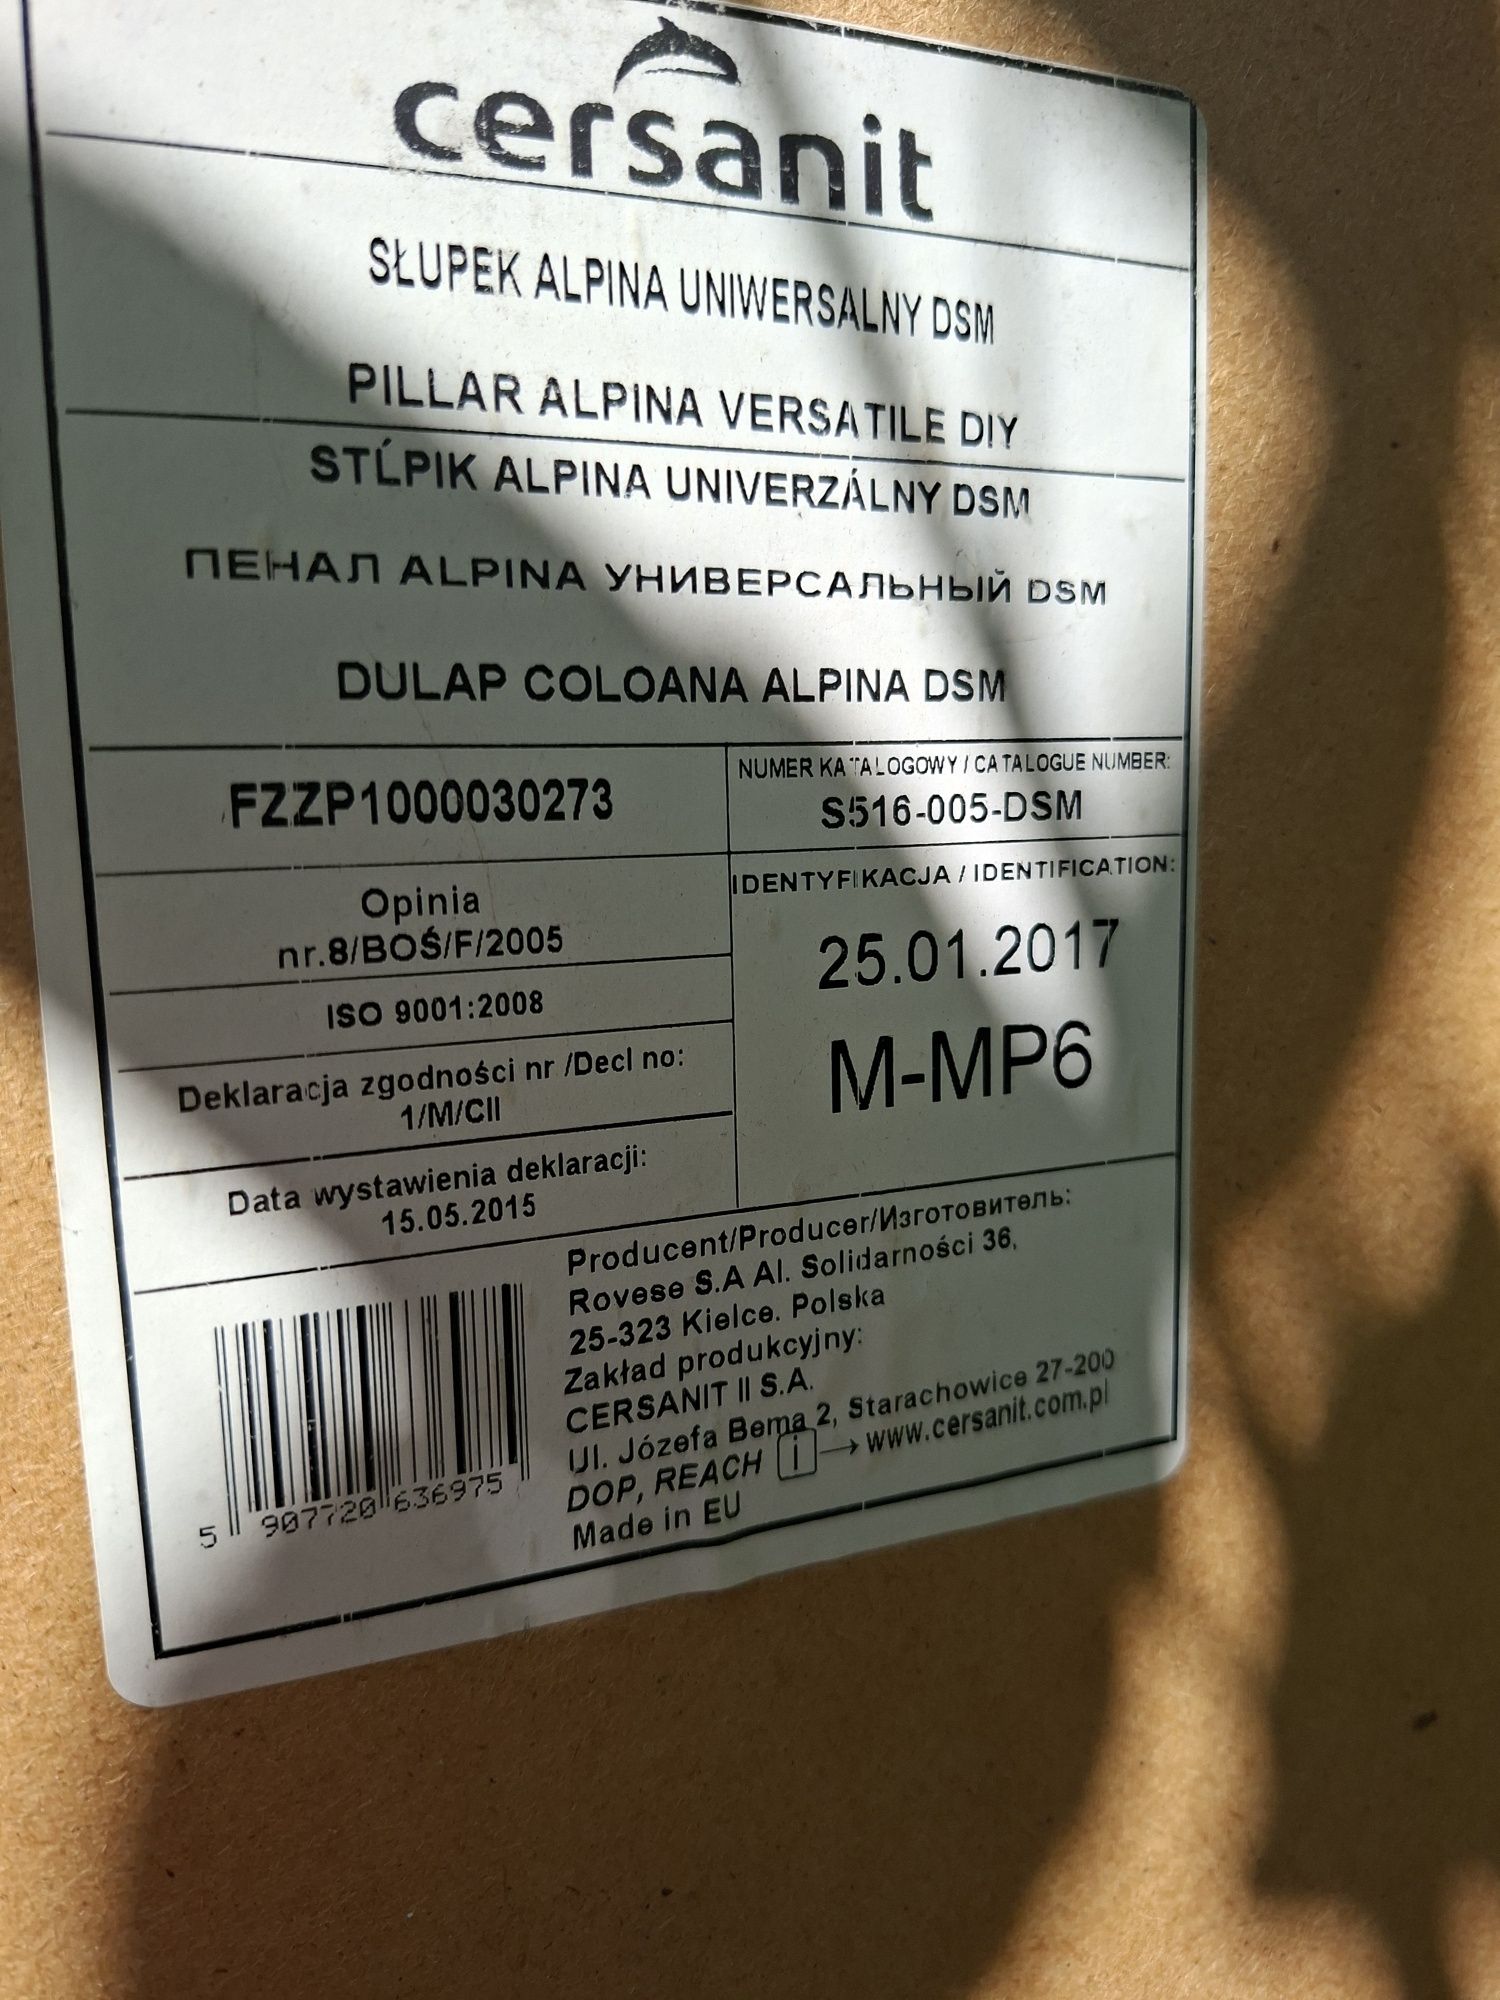 cersanit
SŁUPEK ALPINA UNIWERSALNY DSM
PILLAR ALPINA VERSATILE DIY
STĹPIK ALPINA UNIVERZÁLNY DSM
ПЕНАЛ ALPINA УНИВЕРСАЛЬНЫЙ DSM
DULAP COLOANA ALPINA DSM
FZZP1000030273
NUMER KATALOGOWY / CATALOGUE NUMBER:
S516-005-DSM
Opinia
nr.8/BOŚ/F/2005
ISO 9001:2008
Deklaracja zgodności nr /Decl no:
1/M/CII
Data wystawienia deklaracji:
15.05.2015
IDENTYFIKACJA / IDENTIFICATION:
25.01.2017
M-MP6
Producent/Producer/Изготовитель:
Rovese S.A Al. Solidarności 36,
25-323 Kielce. Polska
Zakład produkcyjny:
CERSANIT II S.A.
Ul. Józefa Bema 2, Starachowice 27-200
DOP, REACH i → www.cersanit.com.pl
Made in EU
5 907720 636975